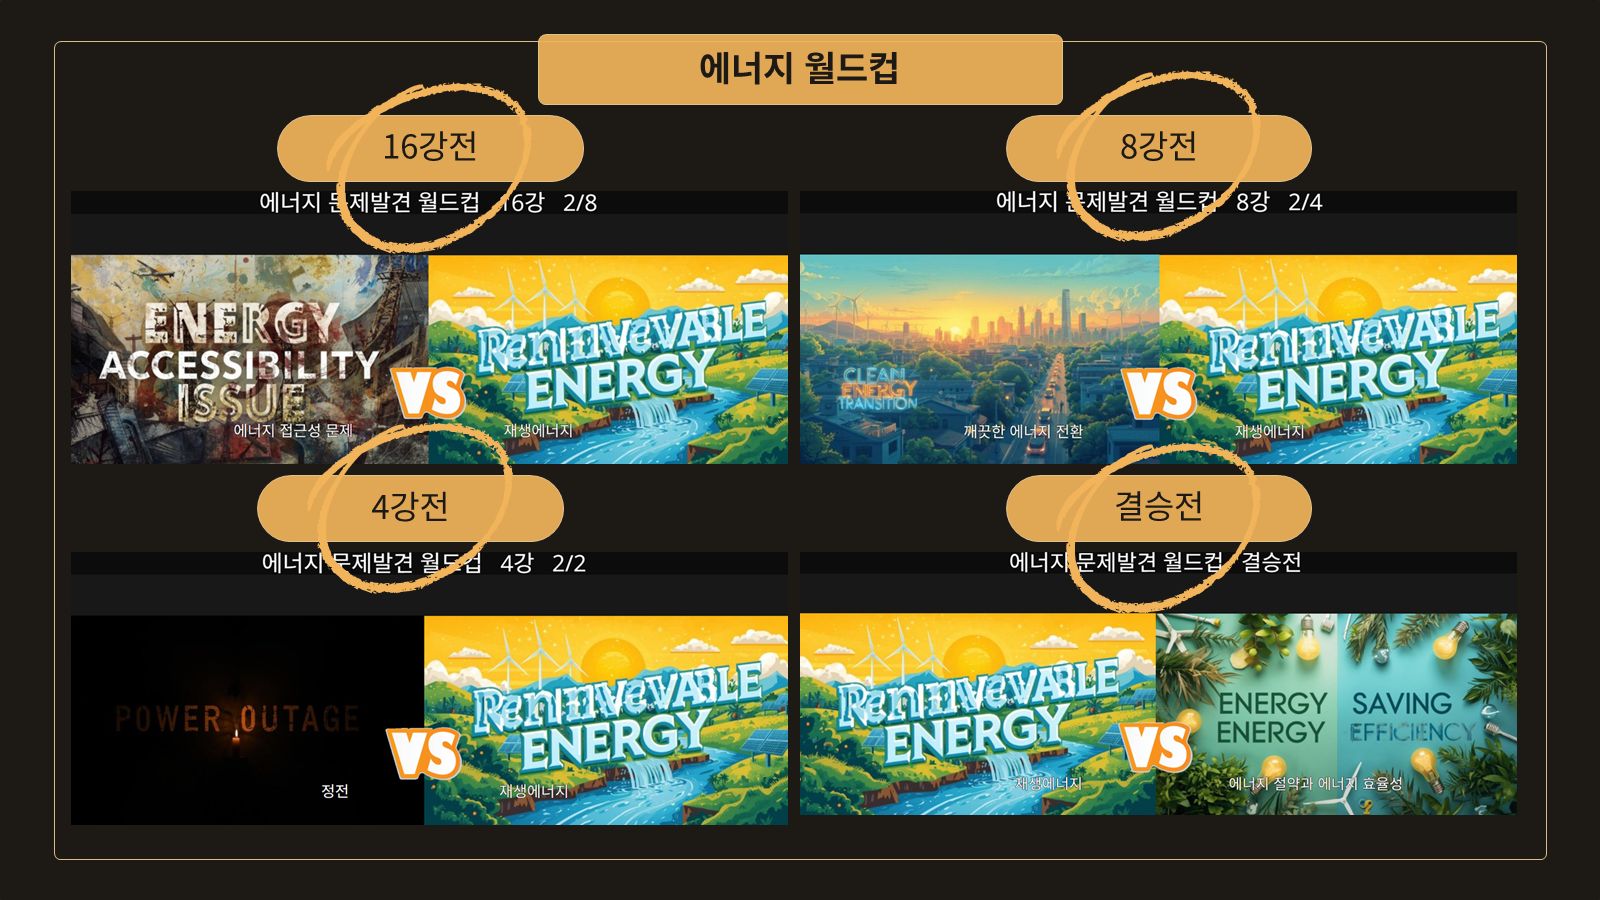 에너지 월드컵
16강전
에너지 문제발견 월드컵 16강 2/8
ENERGY
ACCESSIBILITY
ISSUE
에너지 접근성 문제
VS
RenınnveVABLE
ENERGY
재생에너지
8강전
에너지 문제발견 월드컵 8강 2/4
CLEAN
ENERGY
TRANSITION
깨끗한 에너지 전환
VS
RenınnveVABLE
ENERGY
재생에너지
4강전
에너지 문제발견 월드컵 4강 2/2
POWER OUTAGE
정전
VS
RenınnveVABLE
ENERGY
재생에너지
결승전
에너지 문제발견 월드컵 결승전
RenınnveVABLE
ENERGY
재생에너지
VS
ENERGY SAVING
ENERGY EFFICIENCY
에너지 절약과 에너지 효율성